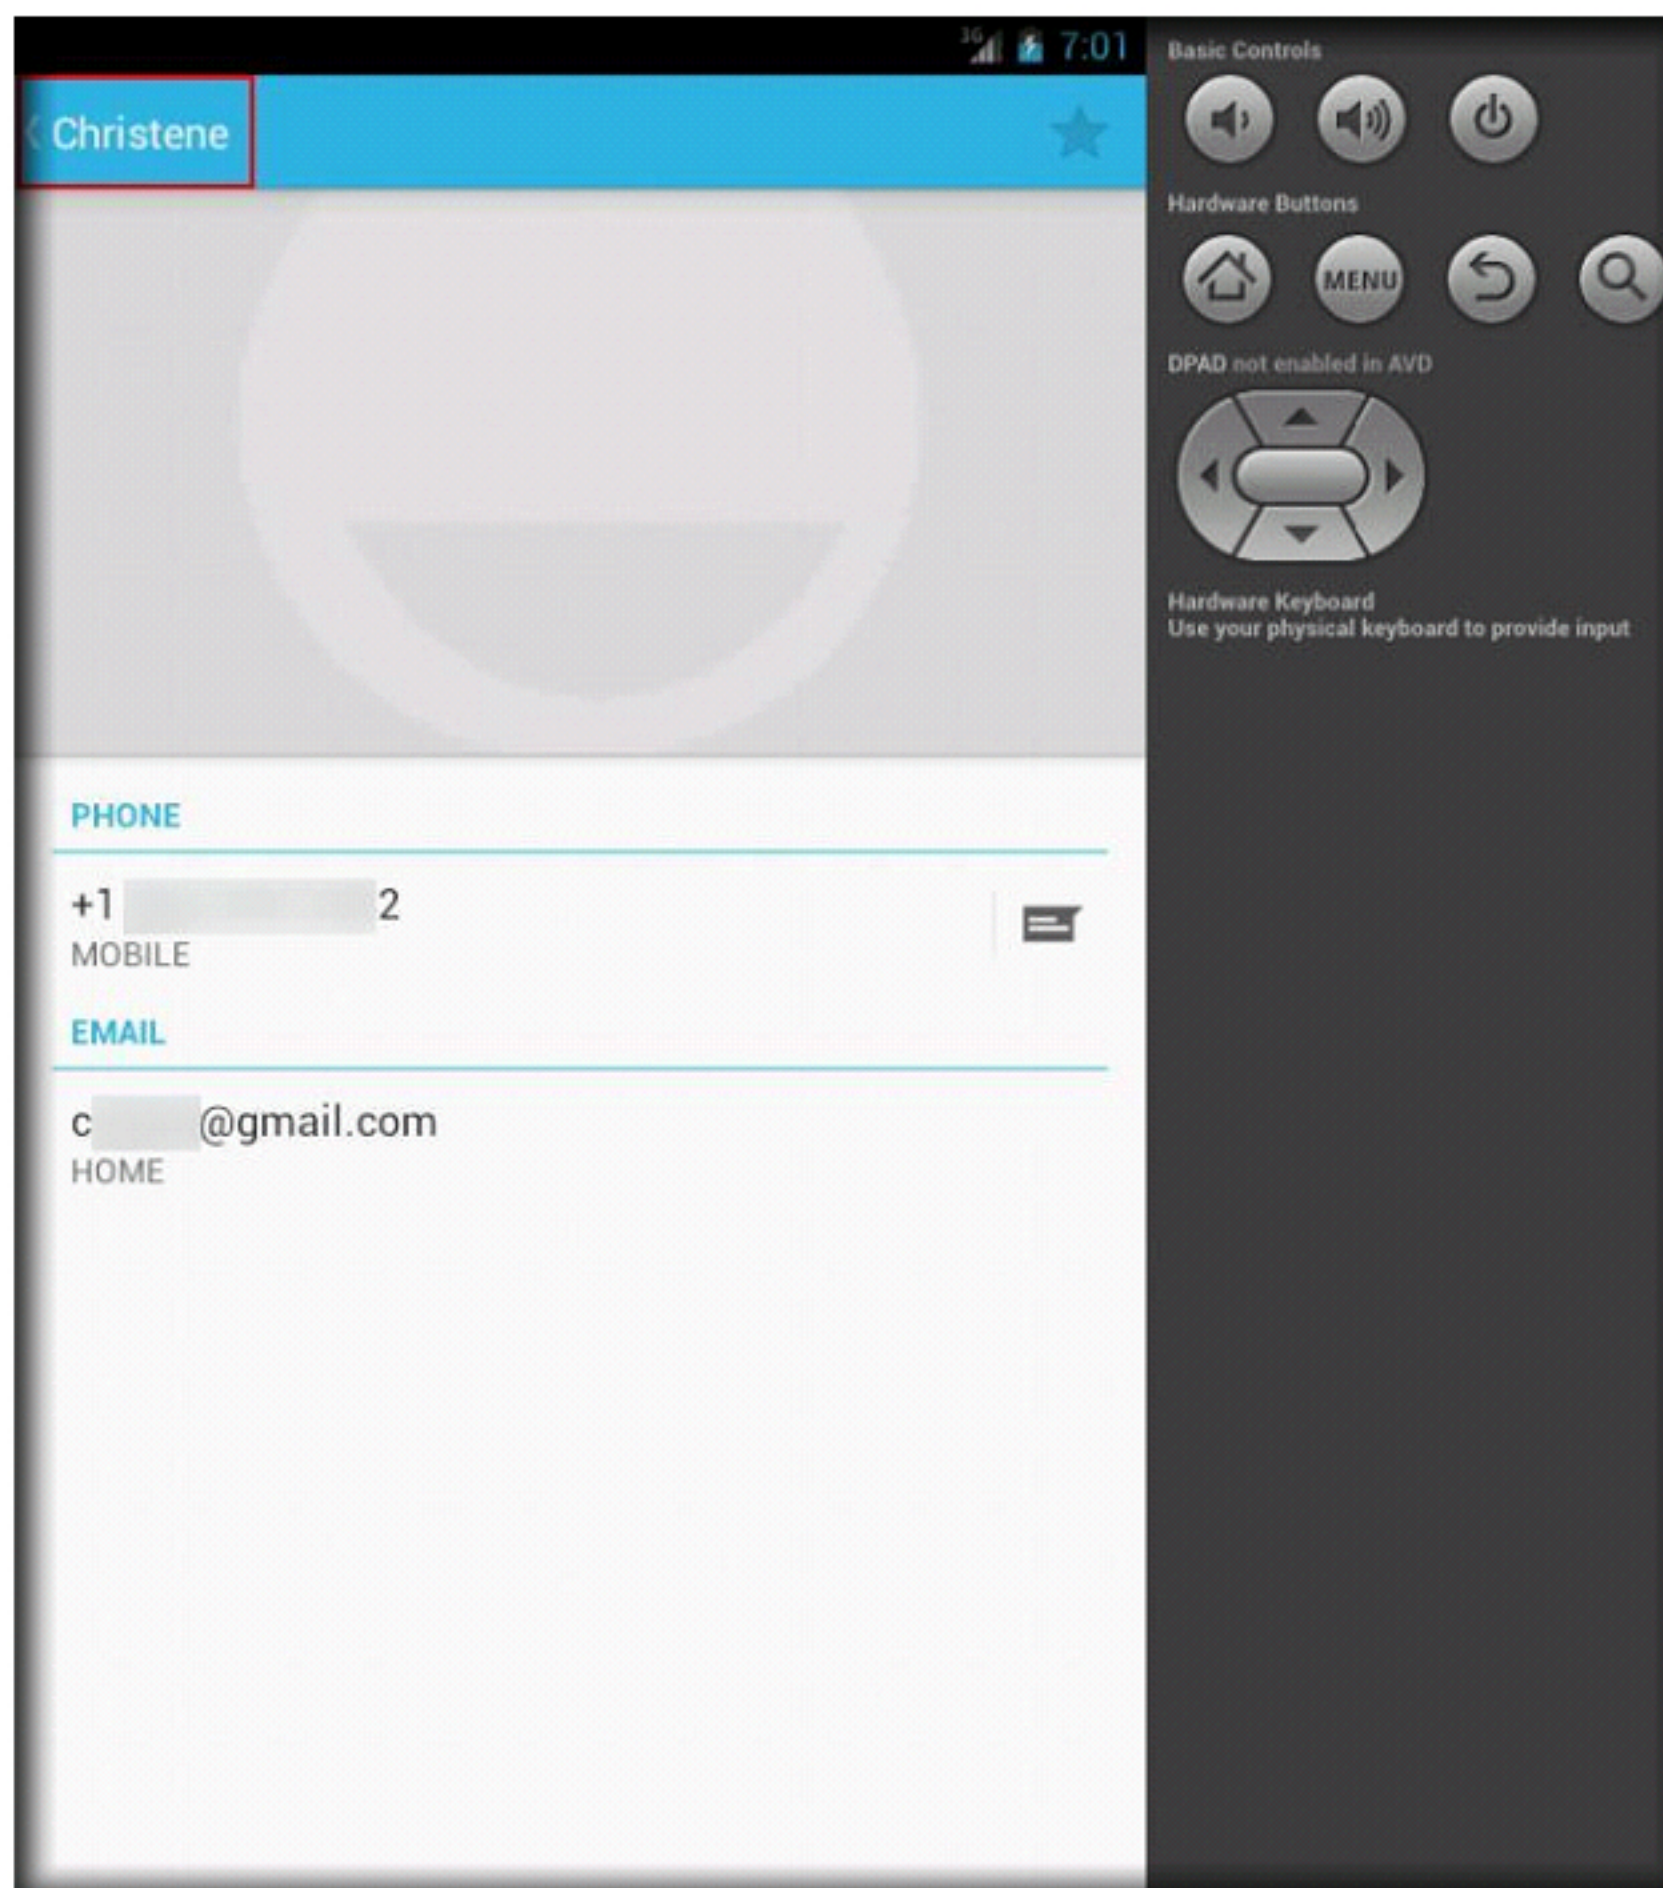 3G 7:01
Christene
PHONE
+1 2
MOBILE
EMAIL
c @gmail.com
HOME
Basic Controls
Hardware Buttons
MENU
DPAD not enabled in AVD
Hardware Keyboard
Use your physical keyboard to provide input